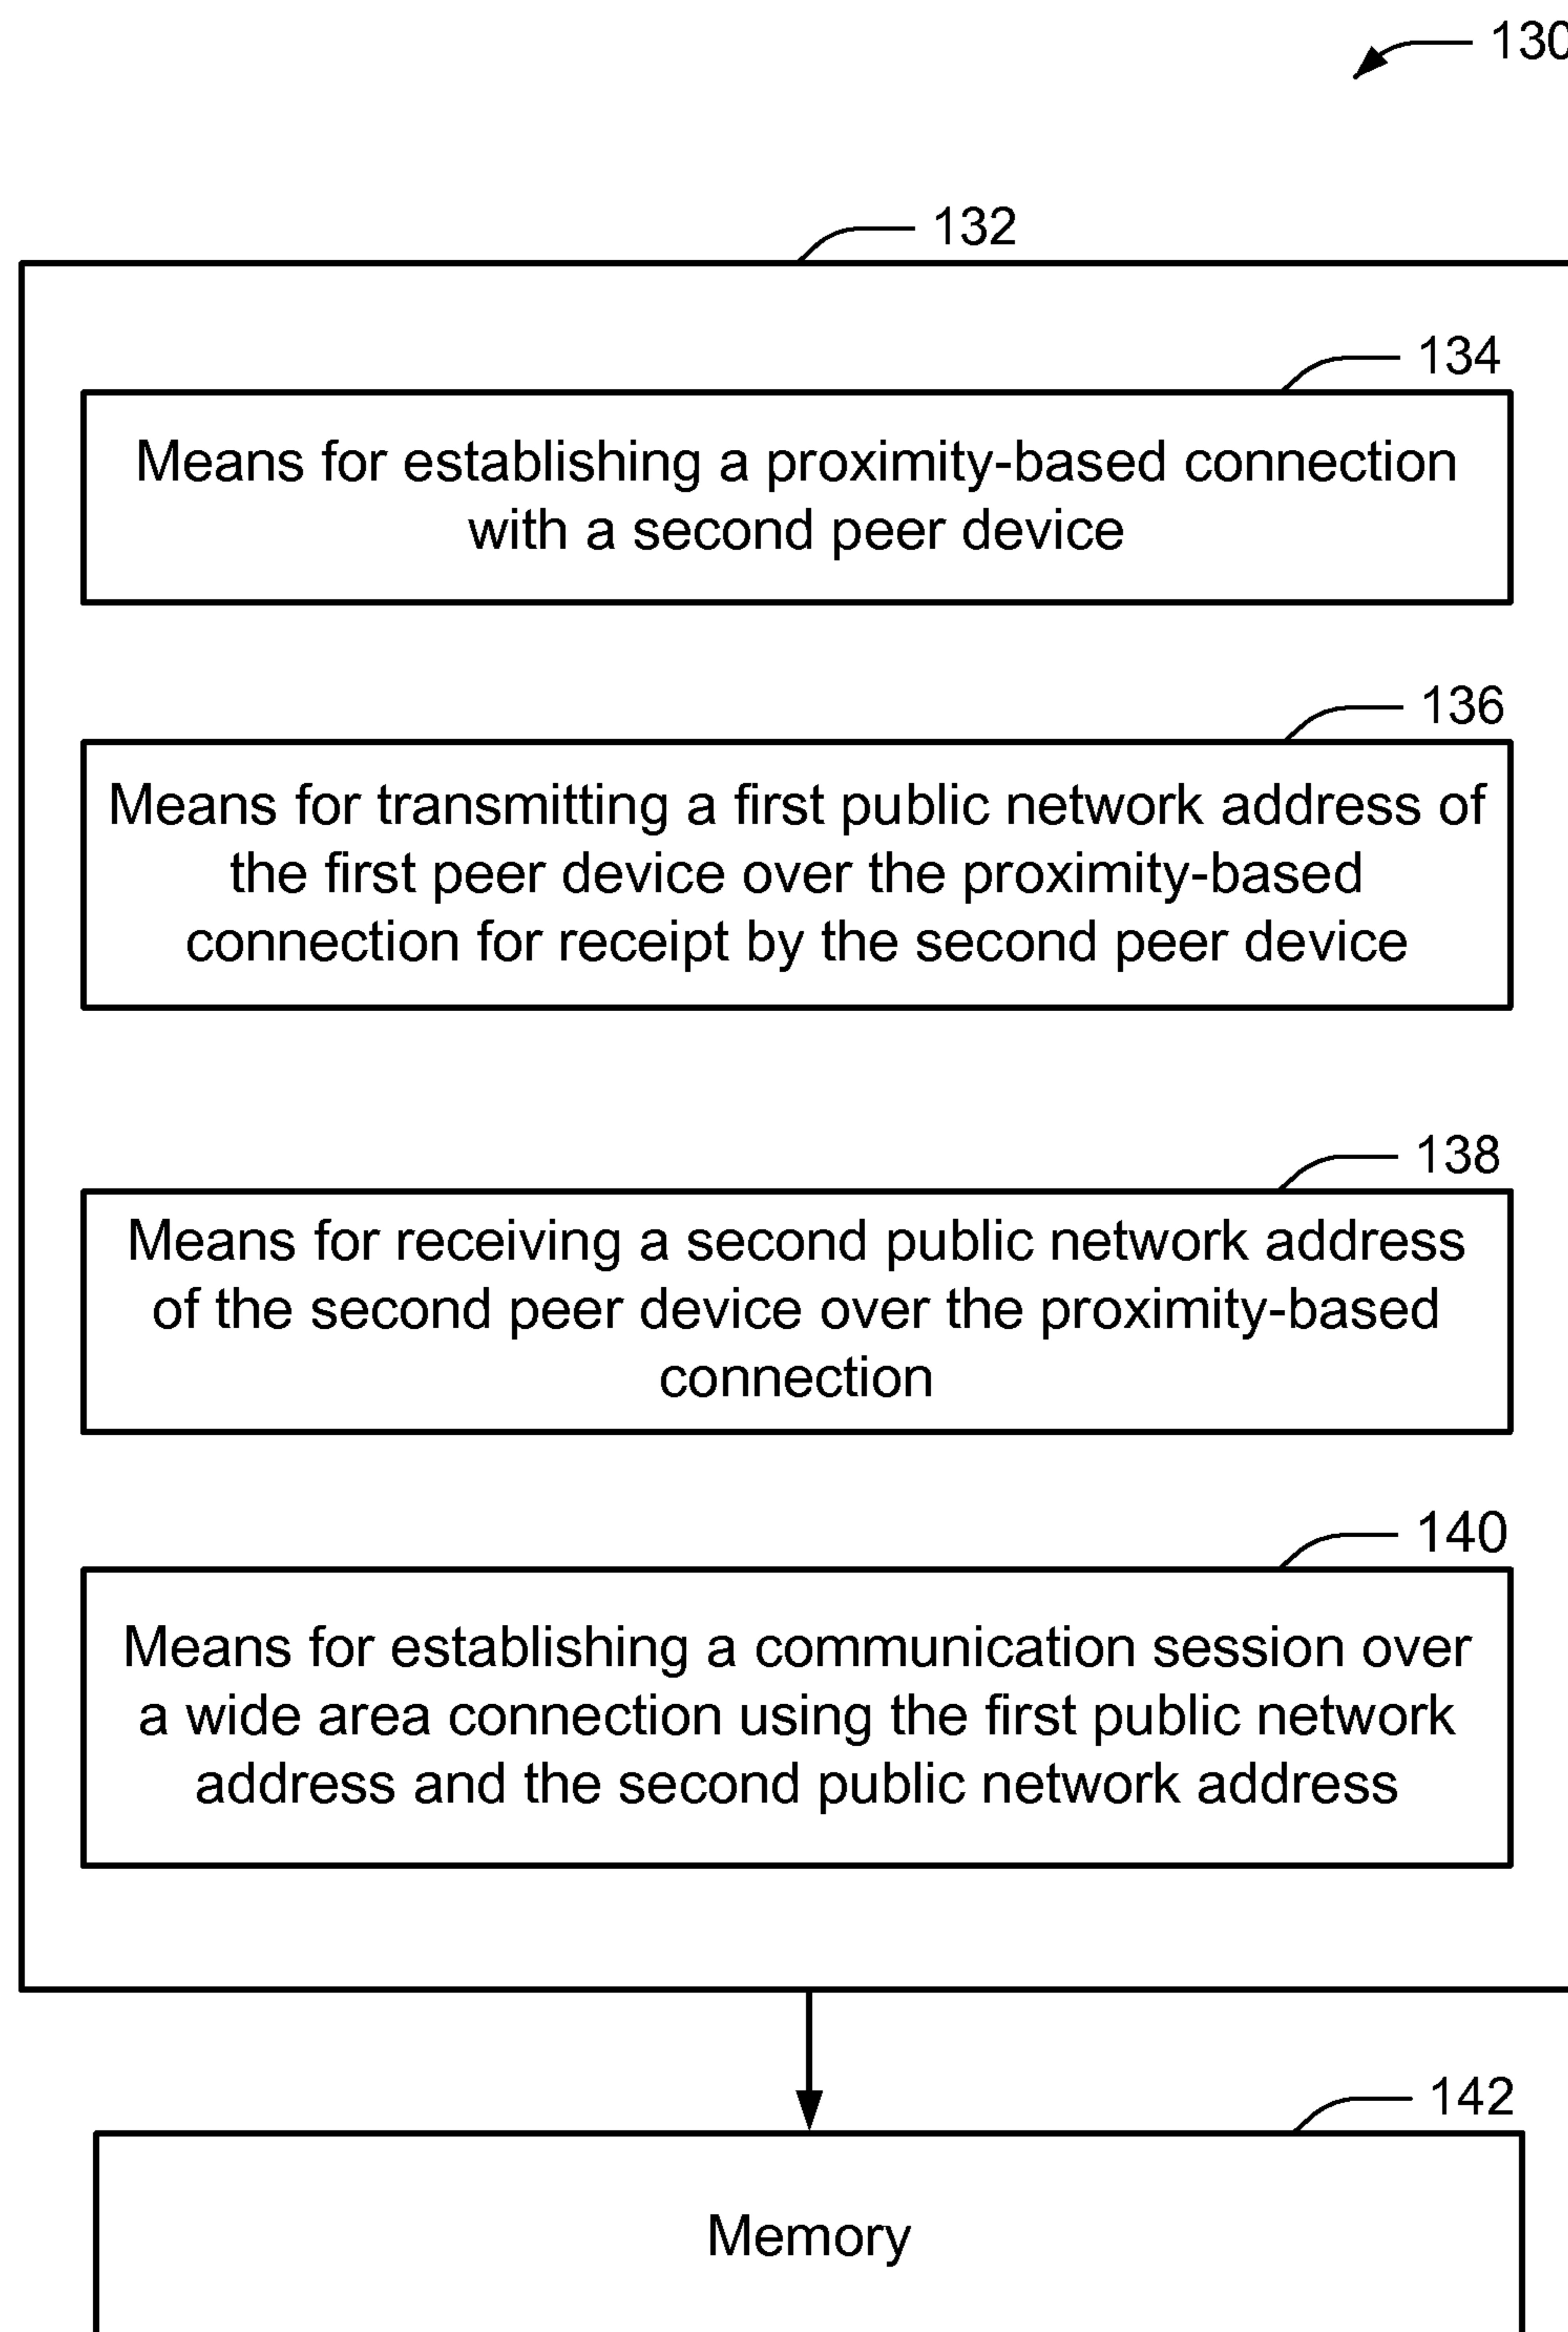 130
132
134
Means for establishing a proximity-based connection
with a second peer device
136
Means for transmitting a first public network address of
the first peer device over the proximity-based
connection for receipt by the second peer device
138
Means for receiving a second public network address
of the second peer device over the proximity-based
connection
140
Means for establishing a communication session over
a wide area connection using the first public network
address and the second public network address
142
Memory